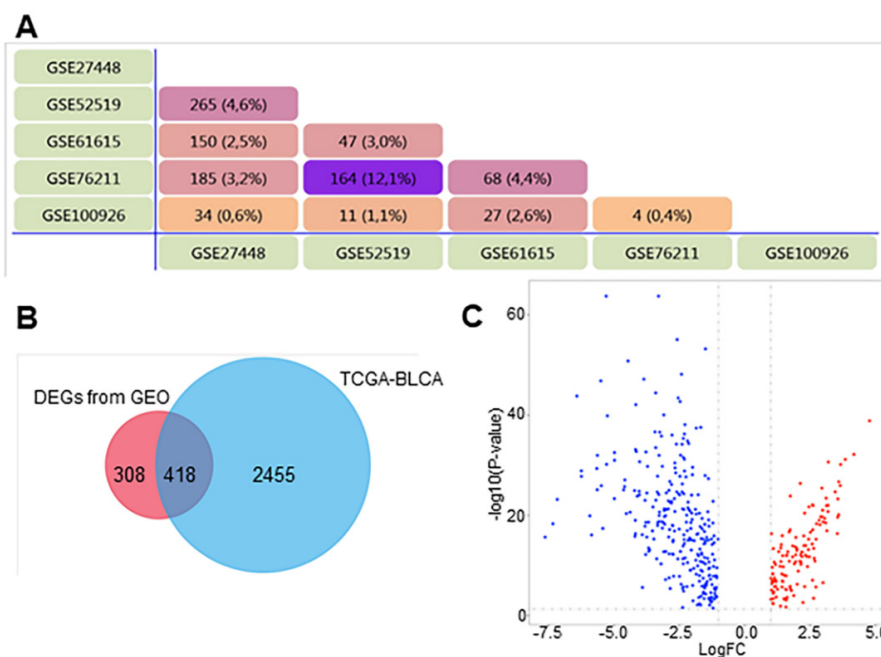 A
GSE27448
GSE52519 265 (4,6%)
GSE61615 150 (2,5%) 47 (3,0%)
GSE76211 185 (3,2%) 164 (12,1%) 68 (4,4%)
GSE100926 34 (0,6%) 11 (1,1%) 27 (2,6%) 4 (0,4%)
GSE27448 GSE52519 GSE61615 GSE76211 GSE100926
B
DEGs from GEO
TCGA-BLCA
308 418 2455
C
-log10(P-value)
60
40
20
0
-7.5 -5.0 -2.5 0.0 2.5 5.0
LogFC